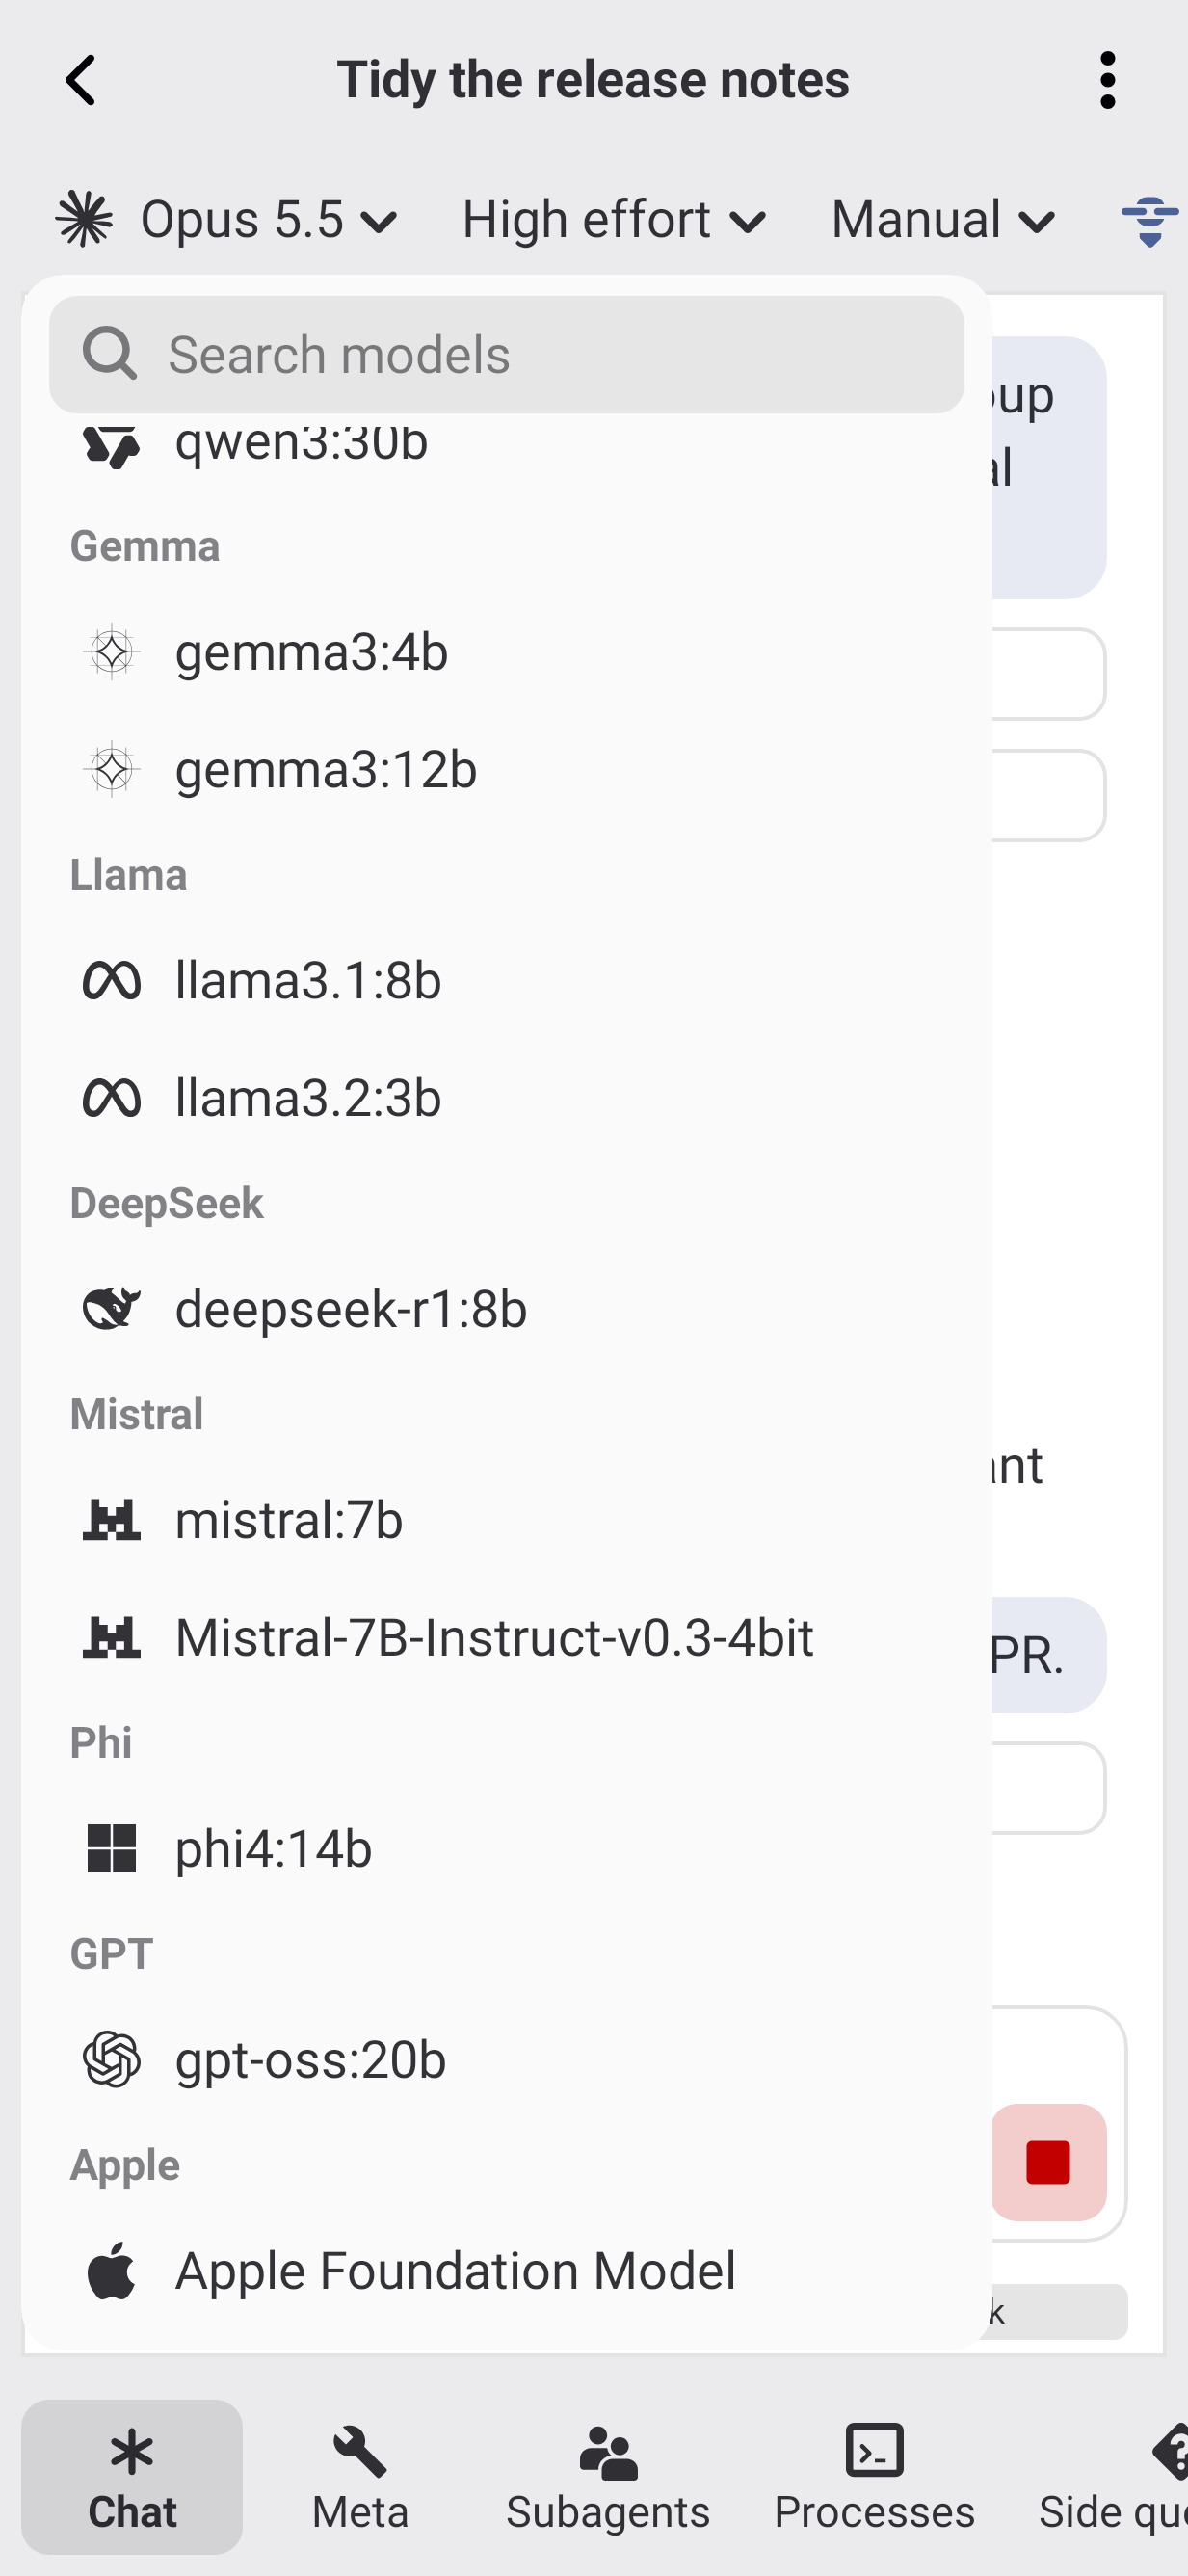 Tidy the release notes
Opus 5.5 High effort Manual
Search models
qwen3:30b
Gemma
gemma3:4b
gemma3:12b
Llama
llama3.1:8b
llama3.2:3b
DeepSeek
deepseek-r1:8b
Mistral
mistral:7b
Mistral-7B-Instruct-v0.3-4bit
PR.
Phi
phi4:14b
GPT
gpt-oss:20b
Apple
Apple Foundation Model
Chat Meta Subagents Processes Side